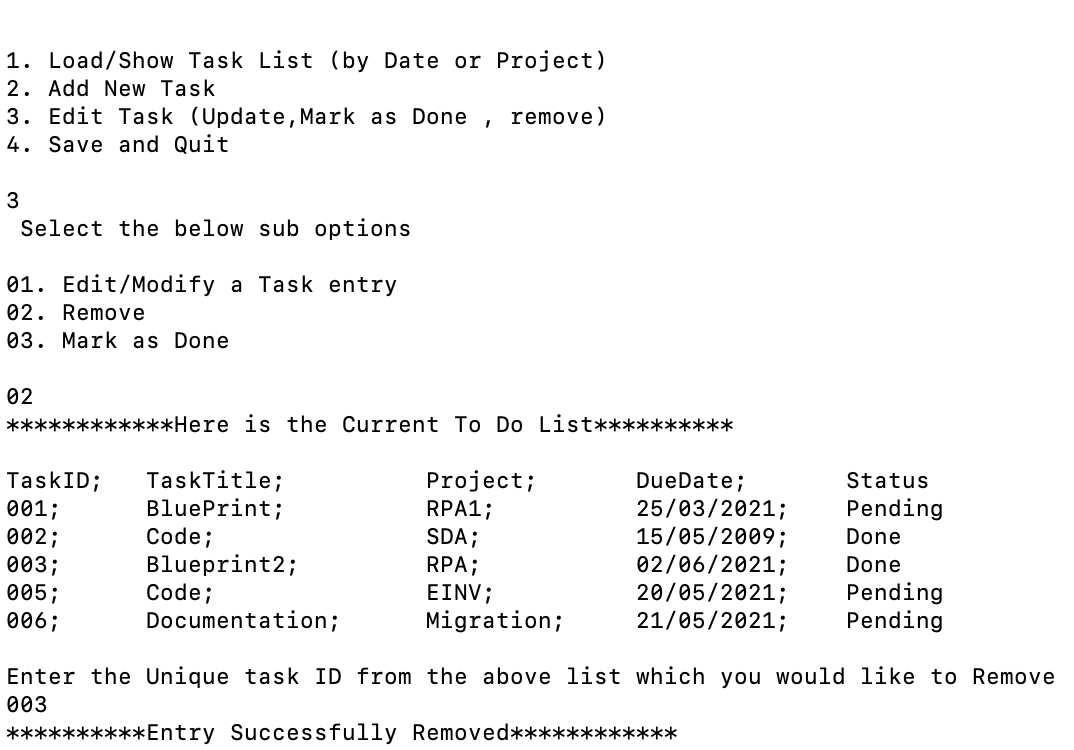 1. Load/Show Task List (by Date or Project)
2. Add New Task
3. Edit Task (Update,Mark as Done , remove)
4. Save and Quit
3
Select the below sub options
01. Edit/Modify a Task entry
02. Remove
03. Mark as Done
02
************Here is the Current To Do List**********
TaskID; TaskTitle; Project; DueDate; Status
001; BluePrint; RPA1; 25/03/2021; Pending
002; Code; SDA; 15/05/2009; Done
003; Blueprint2; RPA; 02/06/2021; Done
005; Code; EINV; 20/05/2021; Pending
006; Documentation; Migration; 21/05/2021; Pending
Enter the Unique task ID from the above list which you would like to Remove
003
**********Entry Successfully Removed************